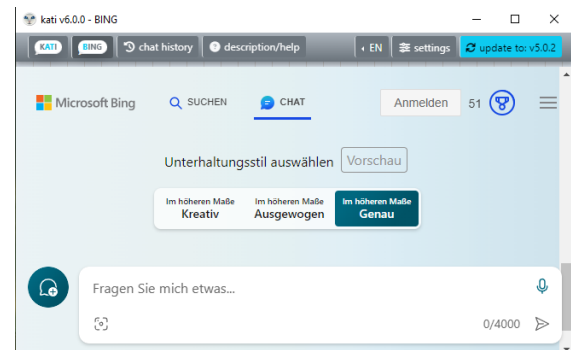 kati v6.0.0 - BING
KATI BING chat history description/help EN settings update to: v5.0.2
Microsoft Bing SUCHEN CHAT Anmelden 51
Unterhaltungsstil auswählen Vorschau
Im höheren Maße Im höheren Maße Im höheren Maße
Kreativ Ausgewogen Genau
Fragen Sie mich etwas...
0/4000